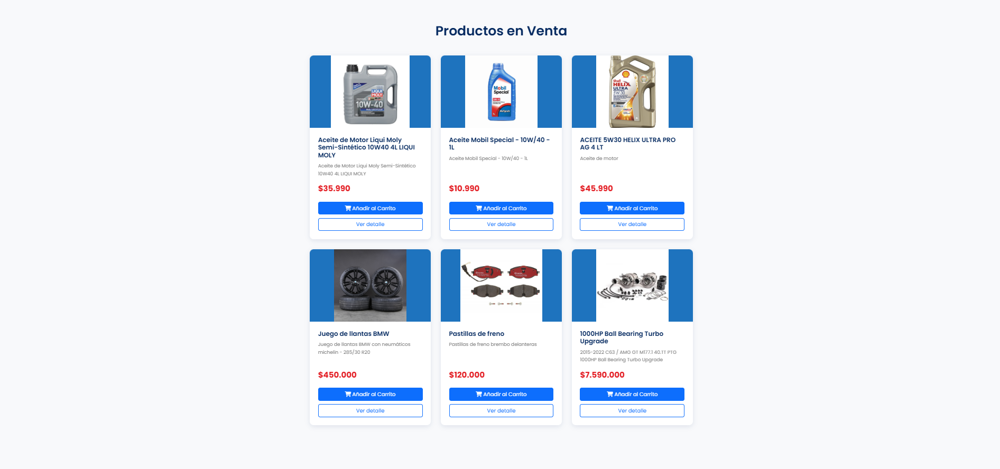 Productos en Venta
LIQUI
MOLY
10W-40
Mobil
Special
Shell
HELIX
ULTRA
5W-30
Aceite de Motor Liqui Moly
Semi-Sintético 10W40 4L LIQUI
MOLY
Aceite de Motor Liqui Moly Semi-Sintético
10W40 4L LIQUI MOLY
$35.990
Añadir al Carrito
Ver detalle
Aceite Mobil Special - 10W/40 -
1L
Aceite Mobil Special - 10W/40 - 1L
$10.990
Añadir al Carrito
Ver detalle
ACEITE 5W30 HELIX ULTRA PRO
AG 4 LT
Aceite de motor
$45.990
Añadir al Carrito
Ver detalle
Juego de llantas BMW
Juego de llantas BMW con neumáticos
michelin - 285/30 R20
$450.000
Añadir al Carrito
Ver detalle
Pastillas de freno
Pastillas de freno brembo delanteras
$120.000
Añadir al Carrito
Ver detalle
1000HP Ball Bearing Turbo
Upgrade
2015-2022 C63 / AMG GT M177.1 40.TT PTG
1000HP Ball Bearing Turbo Upgrade
$7.590.000
Añadir al Carrito
Ver detalle